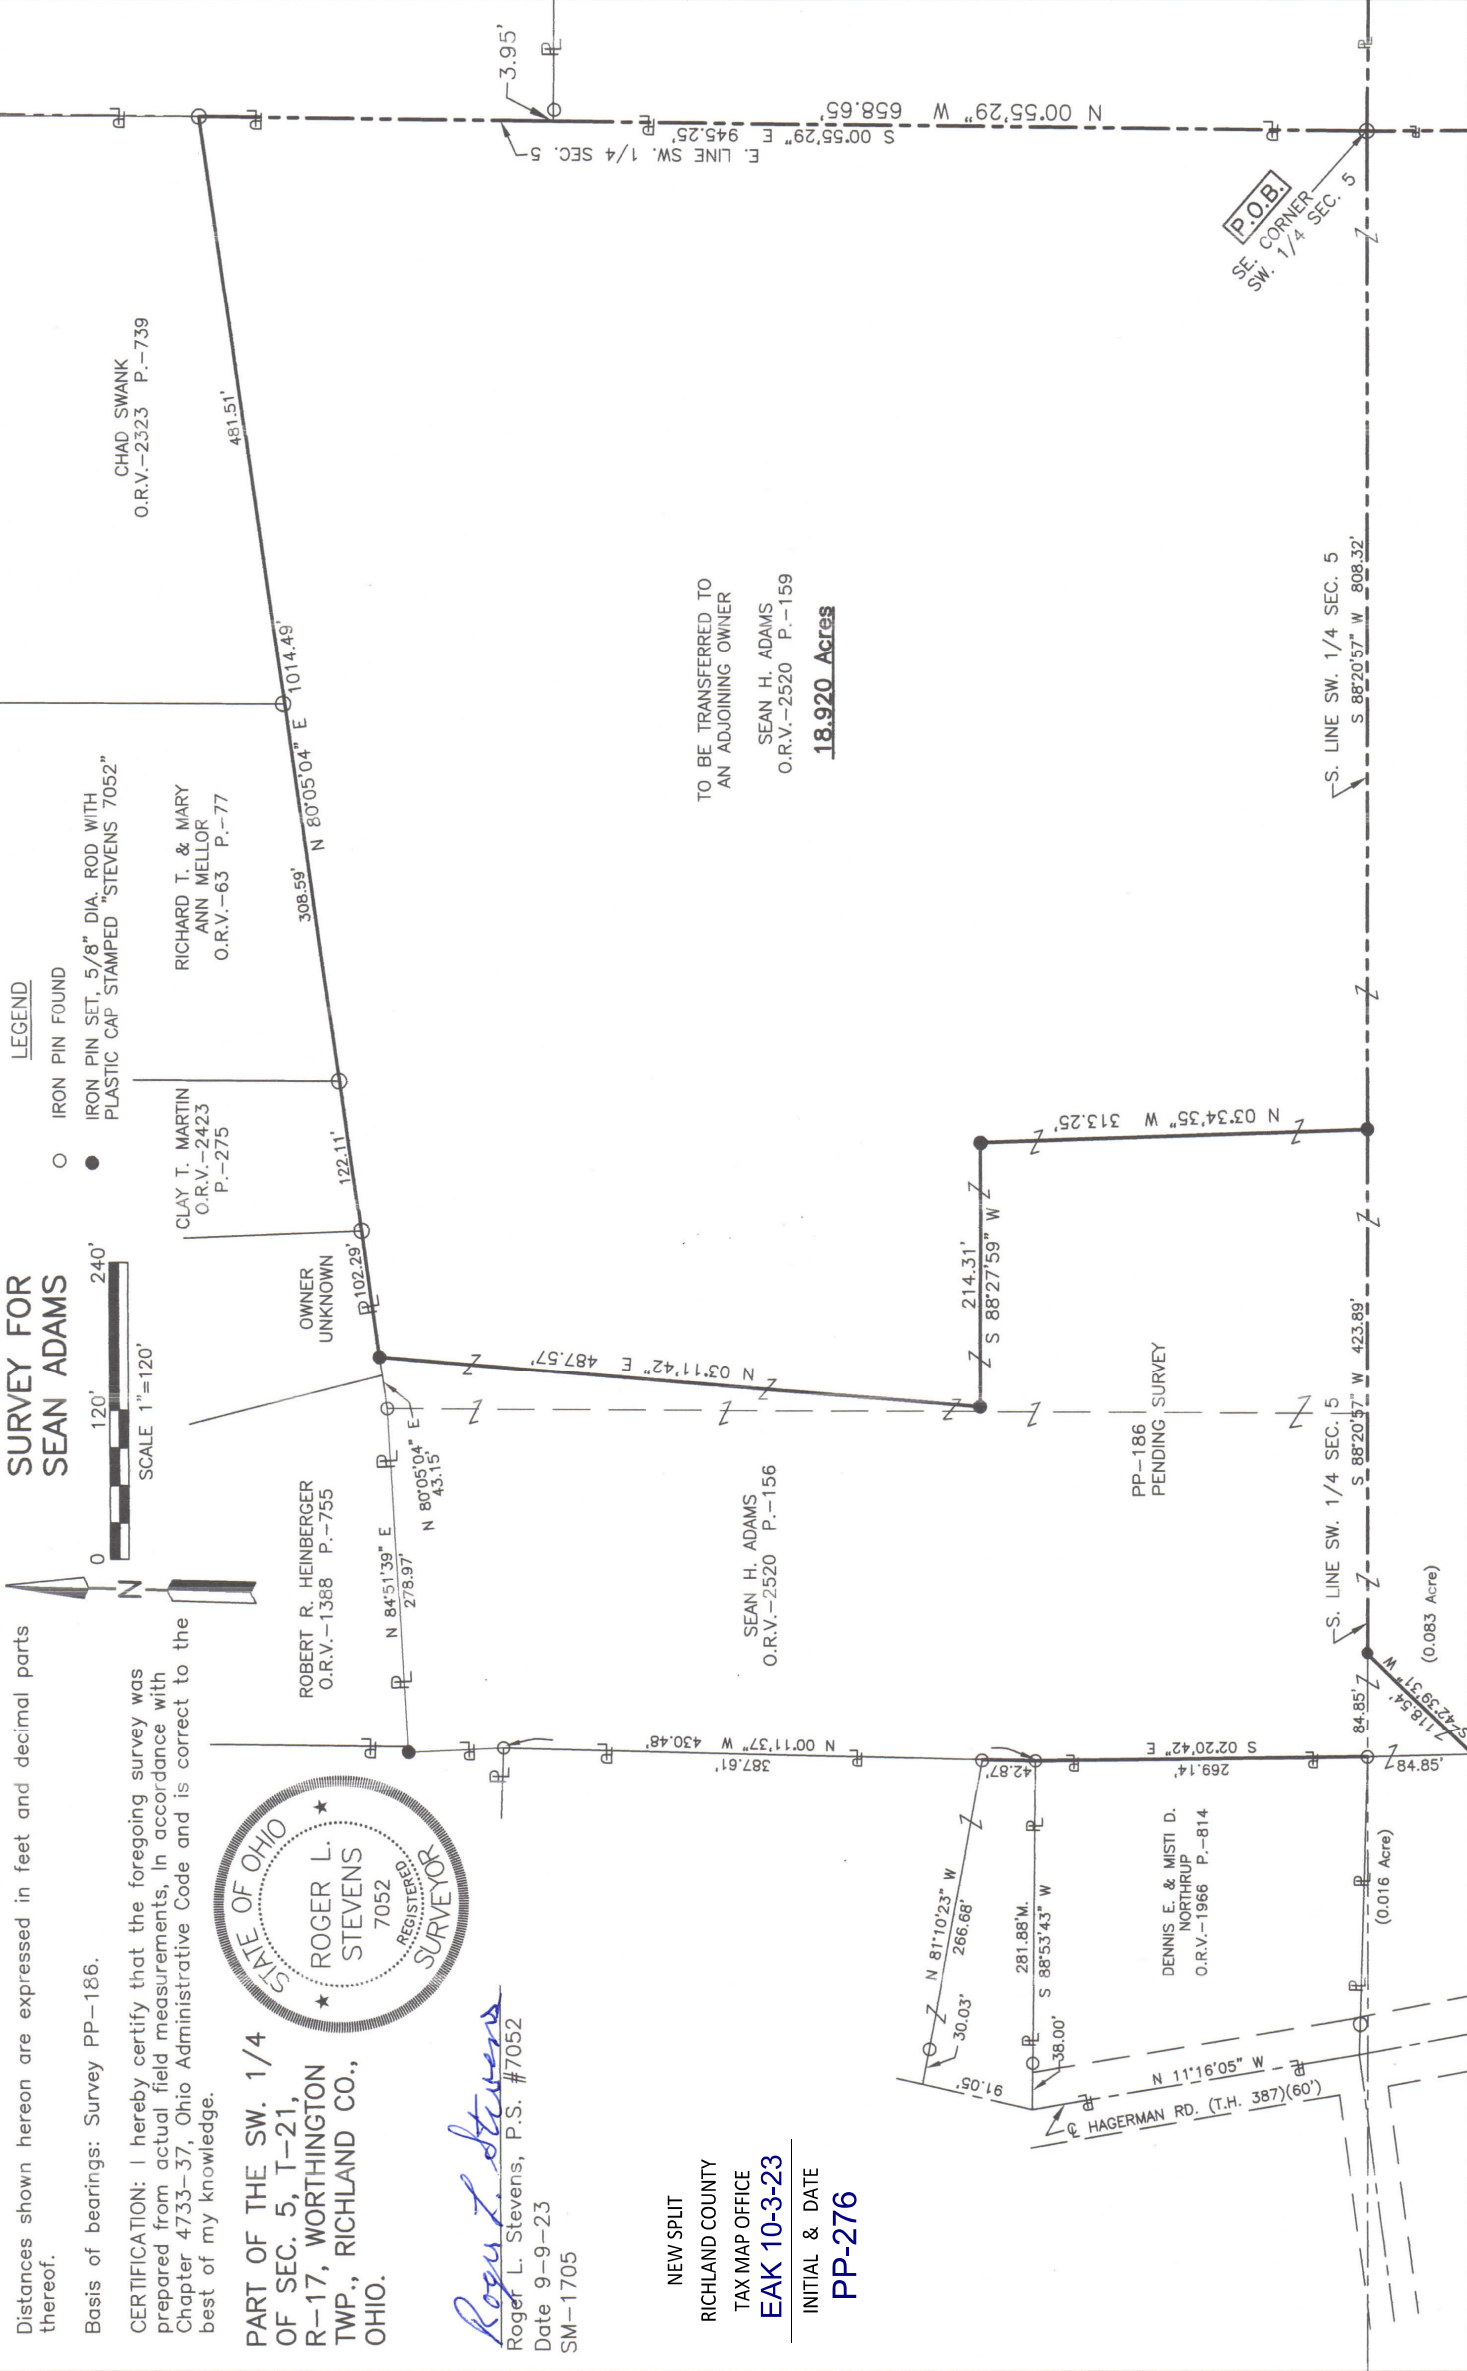 Distances shown hereon are expressed in feet and decimal parts
thereof.
Basis of bearings: Survey PP-186.
CERTIFICATION: I hereby certify that the foregoing survey was
prepared from actual field measurements, In accordance with
Chapter 4733-37, Ohio Administrative Code and is correct to the
best of my knowledge.
PART OF THE SW. 1/4
OF SEC. 5, T-21,
R-17, WORTHINGTON
TWP., RICHLAND CO.,
OHIO.
STATE OF OHIO
★ ROGER L. ★
STEVENS
7052
REGISTERED
SURVEYOR
Roger L. Stevens
Roger L. Stevens, P.S. #7052
Date 9-9-23
SM-1705
NEW SPLIT
RICHLAND COUNTY
TAX MAP OFFICE
EAK 10-3-23
INITIAL & DATE
PP-276
SURVEY FOR
SEAN ADAMS
0 120' 240'
SCALE 1"=120'
N
LEGEND
IRON PIN FOUND
IRON PIN SET, 5/8" DIA. ROD WITH
PLASTIC CAP STAMPED "STEVENS 7052"
ROBERT R. HEINBERGER
O.R.V.-1388 P.-755
N 84°51'39" E
278.97'
N 80°05'04" E
43.15'
OWNER
UNKNOWN
102.29'
CLAY T. MARTIN
O.R.V.-2423
P.-275
122.11'
RICHARD T. & MARY
ANN MELLOR
O.R.V.-63 P.-77
308.59'
N 80°05'04" E 1014.49'
CHAD SWANK
O.R.V.-2323 P.-739
481.51'
3.95'
E. LINE SW. 1/4 SEC. 5
S 00°55'29" E 945.25'
N 00°55'29" W 658.65'
P.O.B.
SE. CORNER
SW. 1/4 SEC. 5
TO BE TRANSFERRED TO
AN ADJOINING OWNER
SEAN H. ADAMS
O.R.V.-2520 P.-159
18.920 Acres
S. LINE SW. 1/4 SEC. 5
S 88°20'57" W 808.32'
N 03°34'35" W 313.25'
214.31'
S 88°27'59" W
N 03°11'42" E 487.57'
PP-186
PENDING SURVEY
SEAN H. ADAMS
O.R.V.-2520 P.-156
S. LINE SW. 1/4 SEC. 5
S 88°20'57" W 423.89'
(0.083 Acre)
84.85'
118.54'
S 42°39'31" W
84.85'
N 00°11'37" W 430.48'
387.61'
42.87'
S 02°20'42" E
269.14'
N 81°10'23" W
266.68'
30.03'
281.88'M.
S 88°53'43" W
38.00'
91.05'
DENNIS E. & MISTI D.
NORTHRUP
O.R.V.-1966 P.-814
(0.016 Acre)
N 11°16'05" W
℄ HAGERMAN RD. (T.H. 387)(60')